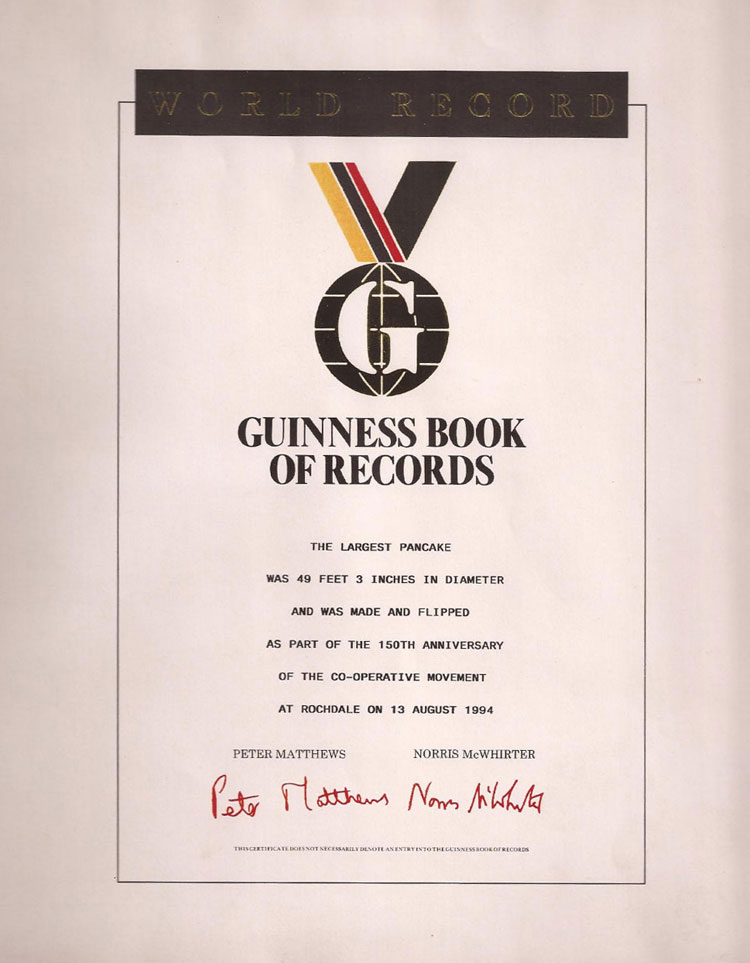 WORLD RECORD
G
GUINNESS BOOK
OF RECORDS
THE LARGEST PANCAKE
WAS 49 FEET 3 INCHES IN DIAMETER
AND WAS MADE AND FLIPPED
AS PART OF THE 150TH ANNIVERSARY
OF THE CO-OPERATIVE MOVEMENT
AT ROCHDALE ON 13 AUGUST 1994
PETER MATTHEWS NORRIS McWHIRTER
Peter Matthews Norris McWhirter
THIS CERTIFICATE DOES NOT NECESSARILY DENOTE AN ENTRY INTO THE GUINNESS BOOK OF RECORDS